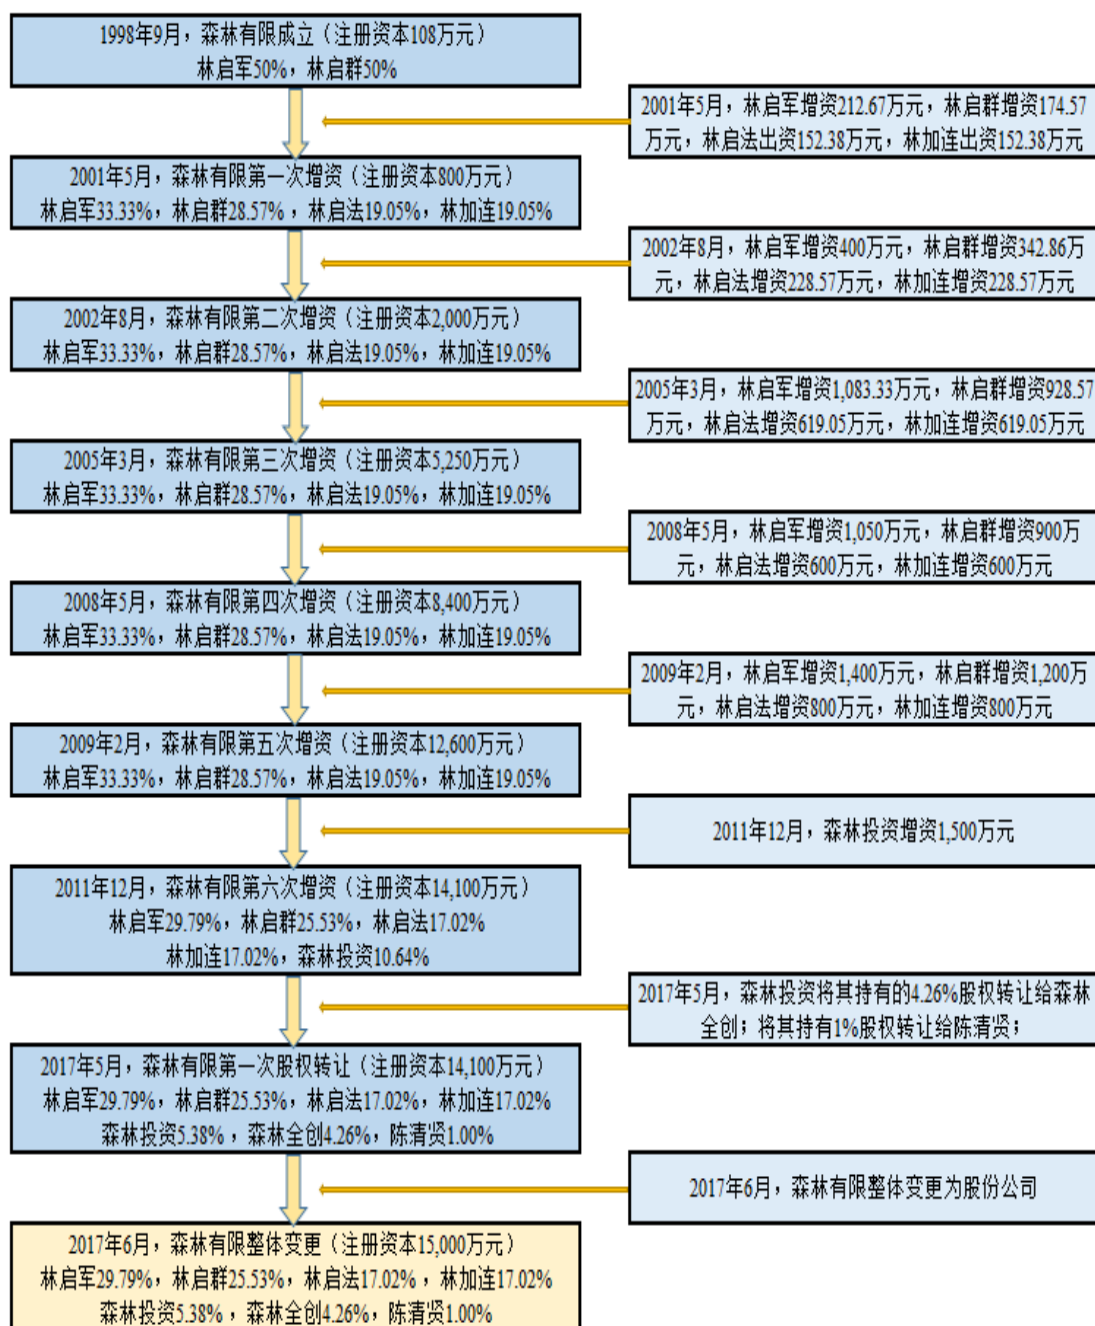 1998年9月，森林有限成立（注册资本108万元）
林启军50%，林启群50%
2001年5月，林启军增资212.67万元，林启群增资174.57
万元，林启法出资152.38万元，林加连出资152.38万元
2001年5月，森林有限第一次增资（注册资本800万元）
林启军33.33%，林启群28.57% ，林启法19.05%，林加连19.05%
2002年8月，林启军增资400万元，林启群增资342.86万
元，林启法增资228.57万元，林加连增资228.57万元
2002年8月，森林有限第二次增资（注册资本2,000万元）
林启军33.33%，林启群28.57%，林启法19.05%，林加连19.05%
2005年3月，林启军增资1,083.33万元，林启群增资928.57
万元，林启法增资619.05万元，林加连增资619.05万元
2005年3月，森林有限第三次增资（注册资本5,250万元）
林启军33.33%，林启群28.57%，林启法19.05%，林加连19.05%
2008年5月，林启军增资1,050万元，林启群增资900万
元，林启法增资600万元，林加连增资600万元
2008年5月，森林有限第四次增资（注册资本8,400万元）
林启军33.33%，林启群28.57%，林启法19.05%，林加连19.05%
2009年2月，林启军增资1,400万元，林启群增资1,200万
元，林启法增资800万元，林加连增资800万元
2009年2月，森林有限第五次增资（注册资本12,600万元）
林启军33.33%，林启群28.57%，林启法19.05%，林加连19.05%
2011年12月，森林投资增资1,500万元
2011年12月，森林有限第六次增资（注册资本14,100万元）
林启军29.79%，林启群25.53%，林启法17.02%
林加连17.02%，森林投资10.64%
2017年5月，森林投资将其持有的4.26%股权转让给森林
全创；将其持有1%股权转让给陈清贤；
2017年5月，森林有限第一次股权转让（注册资本14,100万元）
林启军29.79%，林启群25.53%，林启法17.02%，林加连17.02%
森林投资5.38% ，森林全创4.26%，陈清贤1.00%
2017年6月，森林有限整体变更为股份公司
2017年6月，森林有限整体变更（注册资本15,000万元）
林启军29.79%，林启群25.53%，林启法17.02% ，林加连17.02%
森林投资5.38% ，森林全创4.26%，陈清贤1.00%